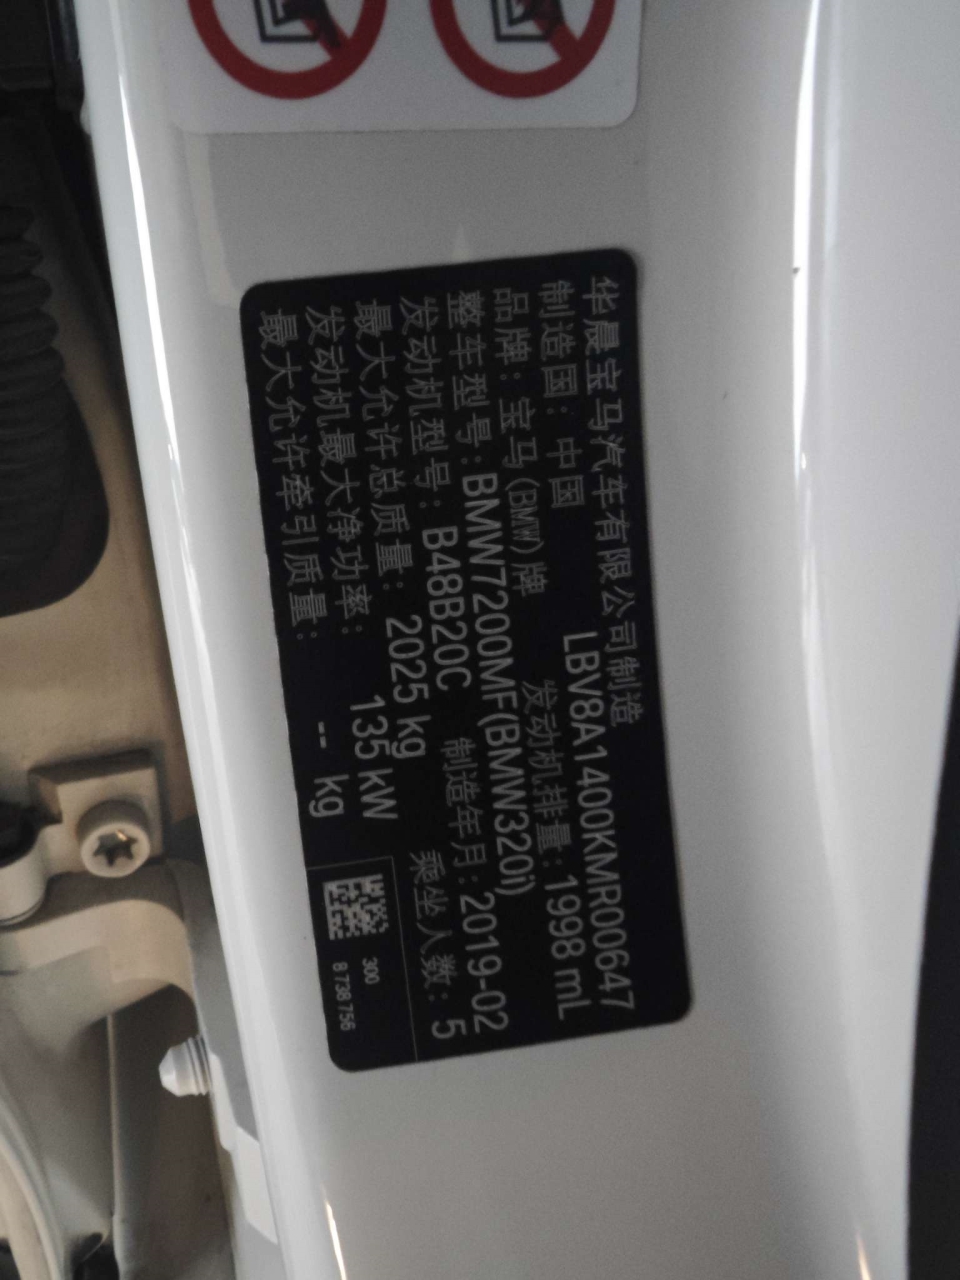 华晨宝马汽车有限公司制造
制造国：中国 LBV8A1400KMR00647
品牌：宝马(BMW)牌 发动机排量：1998 mL
整车型号：BMW7200MF(BMW320i)
发动机型号：B48B20C 制造年月：2019-02
最大允许总质量：2025 kg 乘坐人数：5
发动机最大净功率：135 kW
最大允许牵引质量：-- kg
300
8 738 756